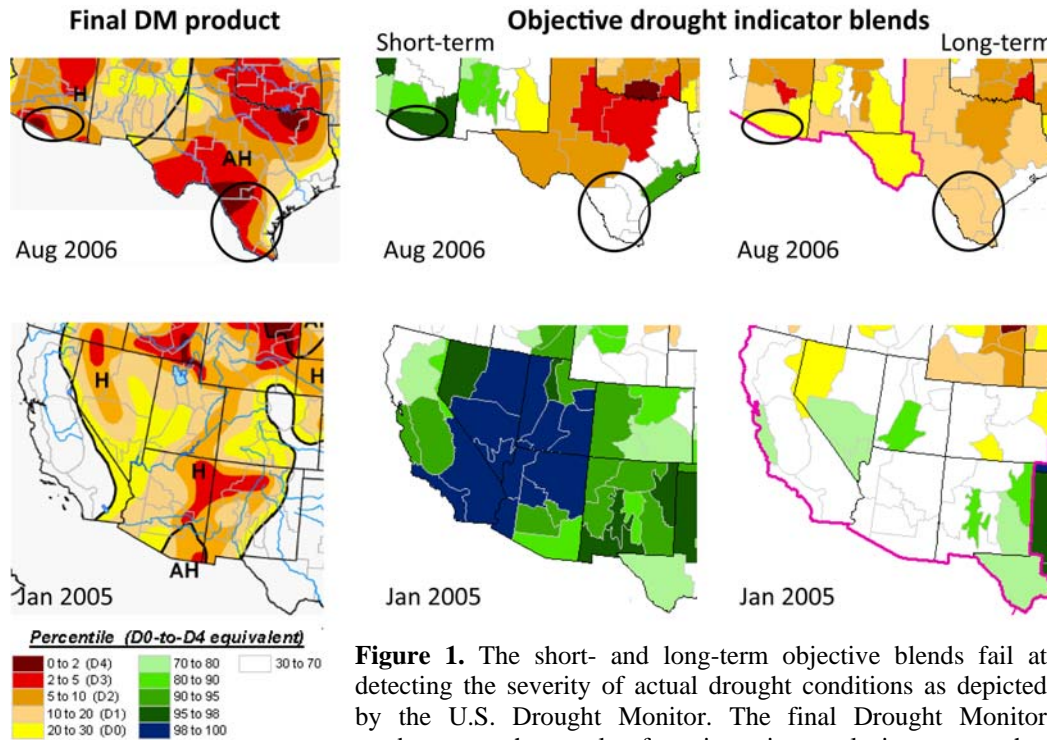 Final DM product
Objective drought indicator blends
Short-term
Long-term
H
AH
Aug 2006
Aug 2006
Aug 2006
H
H
H
AH
Jan 2005
Jan 2005
Jan 2005
Percentile (D0-to-D4 equivalent)
0 to 2 (D4)
2 to 5 (D3)
5 to 10 (D2)
10 to 20 (D1)
20 to 30 (D0)
70 to 80
80 to 90
90 to 95
95 to 98
98 to 100
30 to 70
Figure 1. The short- and long-term objective blends fail at
detecting the severity of actual drought conditions as depicted
by the U.S. Drought Monitor. The final Drought Monitor